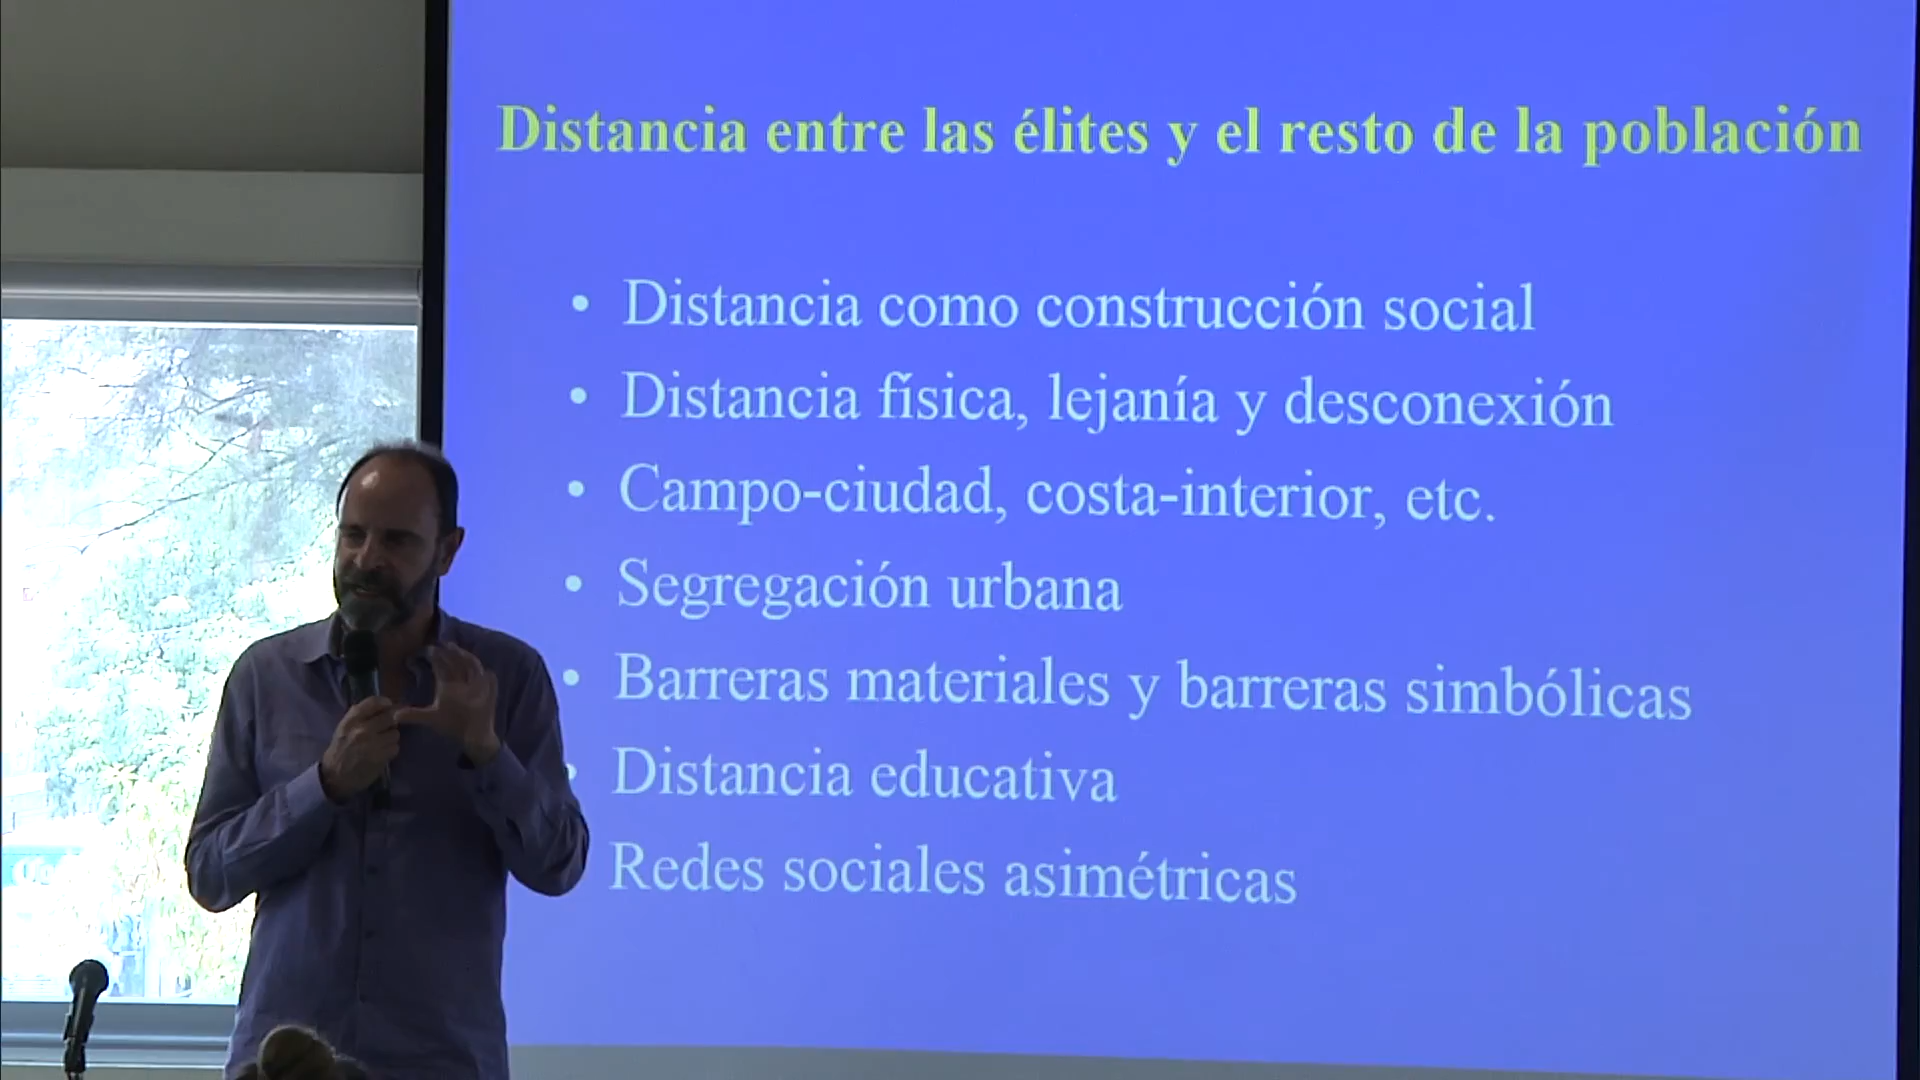 Distancia entre las élites y el resto de la población
• Distancia como construcción social
• Distancia física, lejanía y desconexión
• Campo-ciudad, costa-interior, etc.
• Segregación urbana
• Barreras materiales y barreras simbólicas
• Distancia educativa
Redes sociales asimétricas